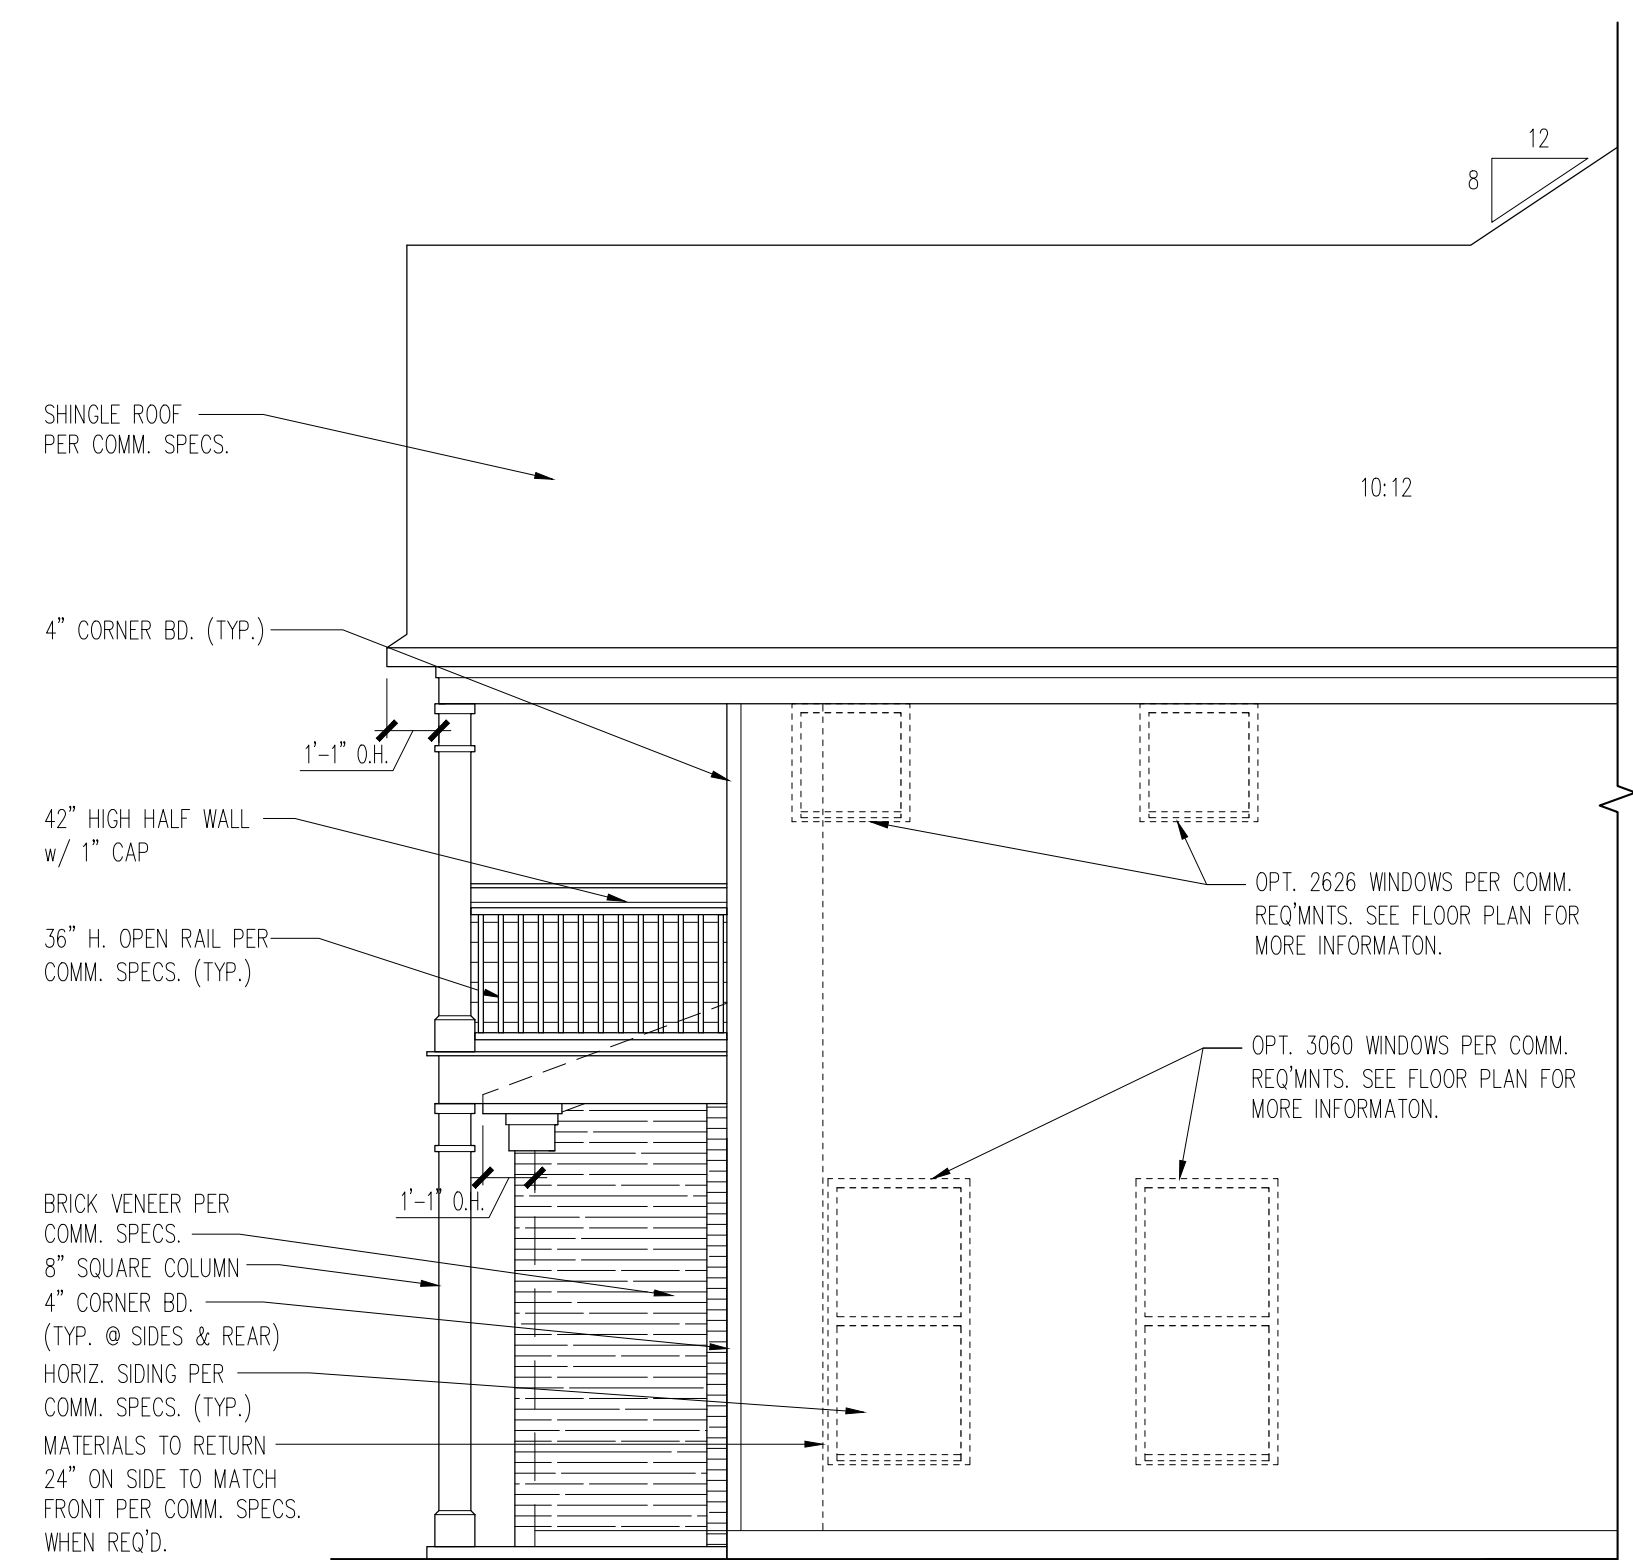 12
8
SHINGLE ROOF
PER COMM. SPECS.
10:12
4" CORNER BD. (TYP.)
1'-1" O.H.
42" HIGH HALF WALL
w/ 1" CAP
OPT. 2626 WINDOWS PER COMM.
REQ'MNTS. SEE FLOOR PLAN FOR
MORE INFORMATON.
36" H. OPEN RAIL PER
COMM. SPECS. (TYP.)
OPT. 3060 WINDOWS PER COMM.
REQ'MNTS. SEE FLOOR PLAN FOR
MORE INFORMATON.
1'-1" O.H.
BRICK VENEER PER
COMM. SPECS.
8" SQUARE COLUMN
4" CORNER BD.
(TYP. @ SIDES & REAR)
HORIZ. SIDING PER
COMM. SPECS. (TYP.)
MATERIALS TO RETURN
24" ON SIDE TO MATCH
FRONT PER COMM. SPECS.
WHEN REQ'D.